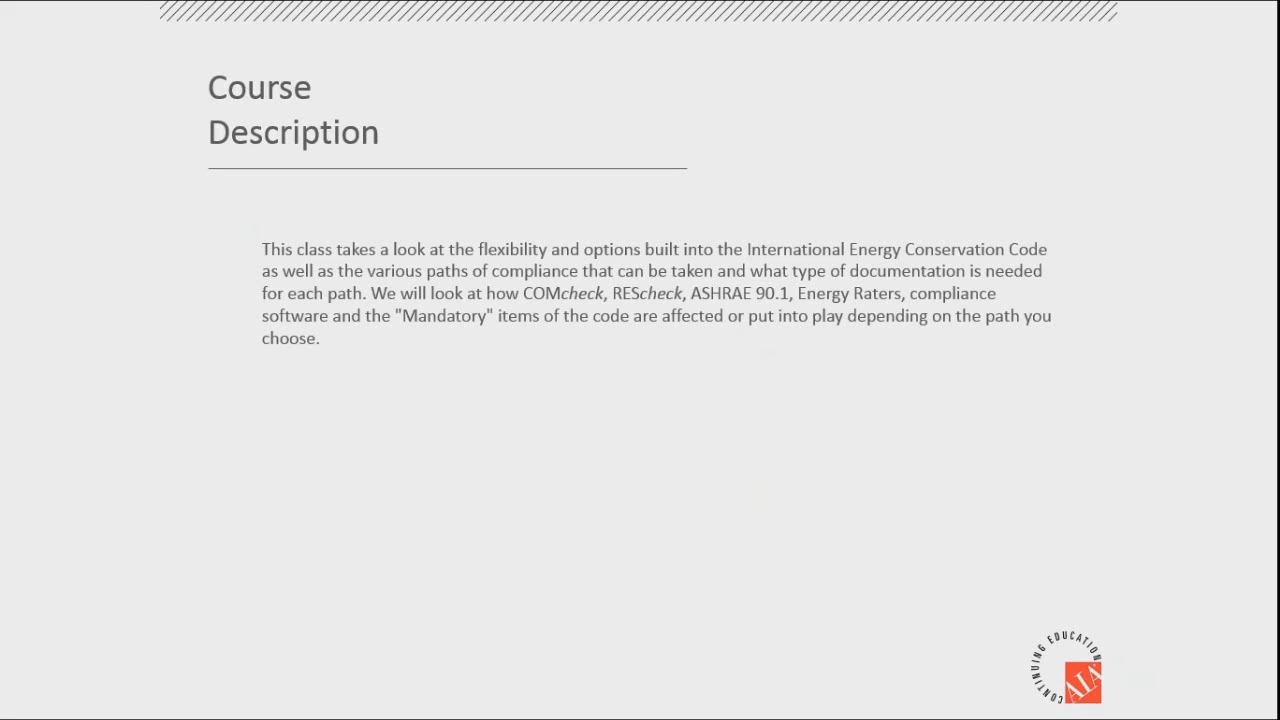 Course
Description
This class takes a look at the flexibility and options built into the International Energy Conservation Code
as well as the various paths of compliance that can be taken and what type of documentation is needed
for each path. We will look at how COMcheck, REScheck, ASHRAE 90.1, Energy Raters, compliance
software and the "Mandatory" items of the code are affected or put into play depending on the path you
choose.
CONTINUING EDUCATION
AIA